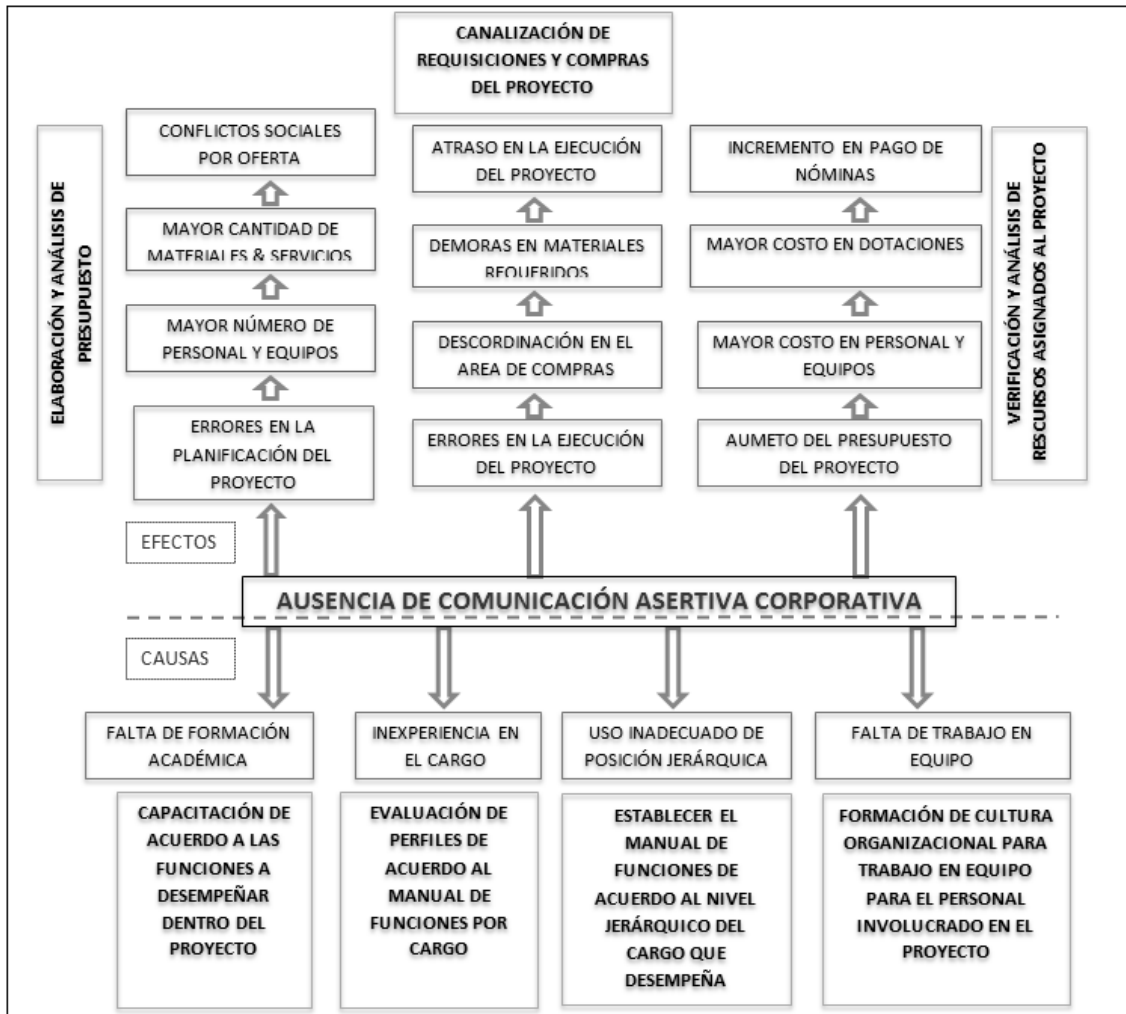 CANALIZACIÓN DE
REQUISICIONES Y COMPRAS
DEL PROYECTO
ELABORACIÓN Y ANÁLISIS DE
PRESUPUESTO
CONFLICTOS SOCIALES
POR OFERTA
MAYOR CANTIDAD DE
MATERIALES & SERVICIOS
MAYOR NÚMERO DE
PERSONAL Y EQUIPOS
ERRORES EN LA
PLANIFICACIÓN DEL
PROYECTO
ATRASO EN LA EJECUCIÓN
DEL PROYECTO
DEMORAS EN MATERIALES
REQUERIDOS
DESCORDINACIÓN EN EL
AREA DE COMPRAS
ERRORES EN LA EJECUCIÓN
DEL PROYECTO
INCREMENTO EN PAGO DE
NÓMINAS
MAYOR COSTO EN DOTACIONES
MAYOR COSTO EN PERSONAL Y
EQUIPOS
AUMETO DEL PRESUPUESTO
DEL PROYECTO
VERIFICACIÓN Y ANÁLISIS DE
RESCURSOS ASIGNADOS AL PROYECTO
EFECTOS
AUSENCIA DE COMUNICACIÓN ASERTIVA CORPORATIVA
CAUSAS
FALTA DE FORMACIÓN
ACADÉMICA
INEXPERIENCIA EN
EL CARGO
USO INADECUADO DE
POSICIÓN JERÁRQUICA
FALTA DE TRABAJO EN
EQUIPO
CAPACITACIÓN DE
ACUERDO A LAS
FUNCIONES A
DESEMPEÑAR
DENTRO DEL
PROYECTO
EVALUACIÓN DE
PERFILES DE
ACUERDO AL
MANUAL DE
FUNCIONES POR
CARGO
ESTABLECER EL
MANUAL DE
FUNCIONES DE
ACUERDO AL NIVEL
JERÁRQUICO DEL
CARGO QUE
DESEMPEÑA
FORMACIÓN DE CULTURA
ORGANIZACIONAL PARA
TRABAJO EN EQUIPO
PARA EL PERSONAL
INVOLUCRADO EN EL
PROYECTO